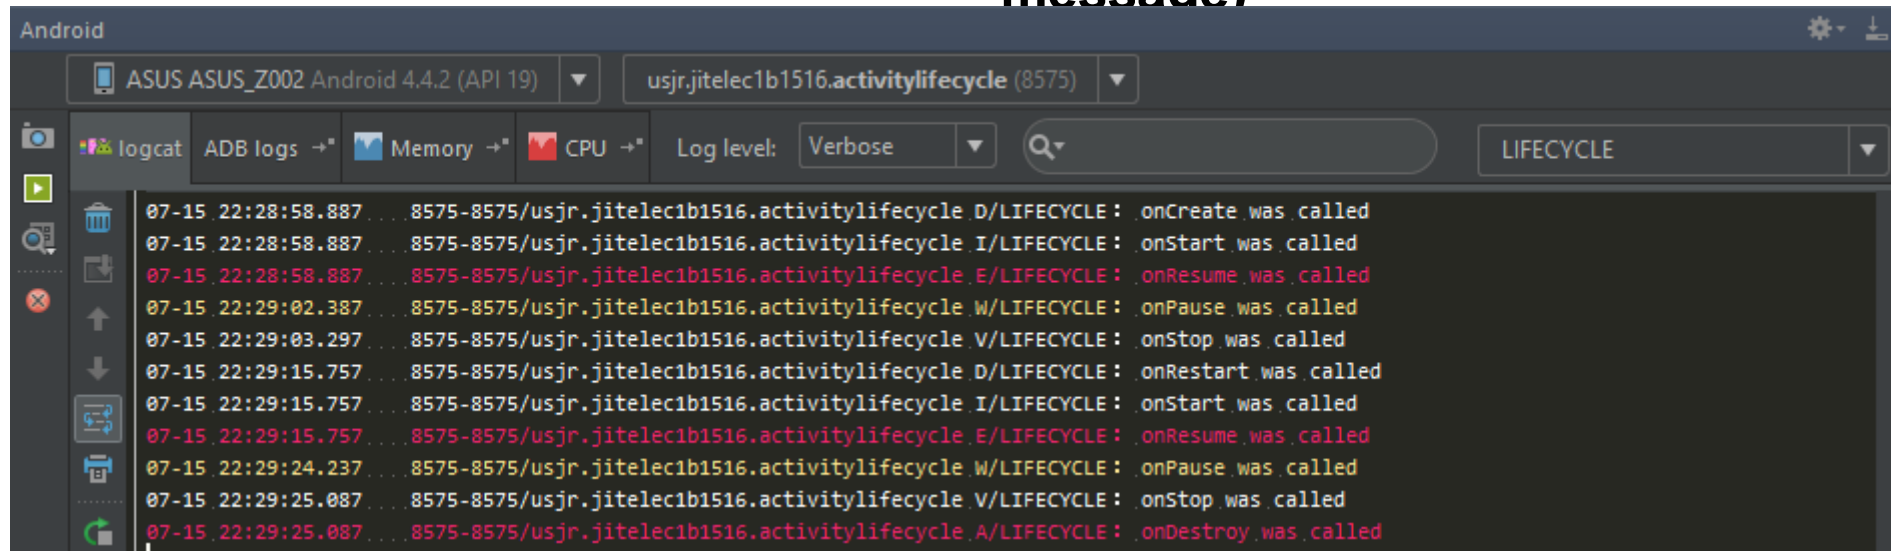 message)
Android
ASUS ASUS_Z002 Android 4.4.2 (API 19) usjr.jitelec1b1516.activitylifecycle (8575)
logcat ADB logs Memory CPU Log level: Verbose LIFECYCLE
07-15 22:28:58.887 8575-8575/usjr.jitelec1b1516.activitylifecycle D/LIFECYCLE: onCreate was called
07-15 22:28:58.887 8575-8575/usjr.jitelec1b1516.activitylifecycle I/LIFECYCLE: onStart was called
07-15 22:28:58.887 8575-8575/usjr.jitelec1b1516.activitylifecycle E/LIFECYCLE: onResume was called
07-15 22:29:02.387 8575-8575/usjr.jitelec1b1516.activitylifecycle W/LIFECYCLE: onPause was called
07-15 22:29:03.297 8575-8575/usjr.jitelec1b1516.activitylifecycle V/LIFECYCLE: onStop was called
07-15 22:29:15.757 8575-8575/usjr.jitelec1b1516.activitylifecycle D/LIFECYCLE: onRestart was called
07-15 22:29:15.757 8575-8575/usjr.jitelec1b1516.activitylifecycle I/LIFECYCLE: onStart was called
07-15 22:29:15.757 8575-8575/usjr.jitelec1b1516.activitylifecycle E/LIFECYCLE: onResume was called
07-15 22:29:24.237 8575-8575/usjr.jitelec1b1516.activitylifecycle W/LIFECYCLE: onPause was called
07-15 22:29:25.087 8575-8575/usjr.jitelec1b1516.activitylifecycle V/LIFECYCLE: onStop was called
07-15 22:29:25.087 8575-8575/usjr.jitelec1b1516.activitylifecycle A/LIFECYCLE: onDestroy was called